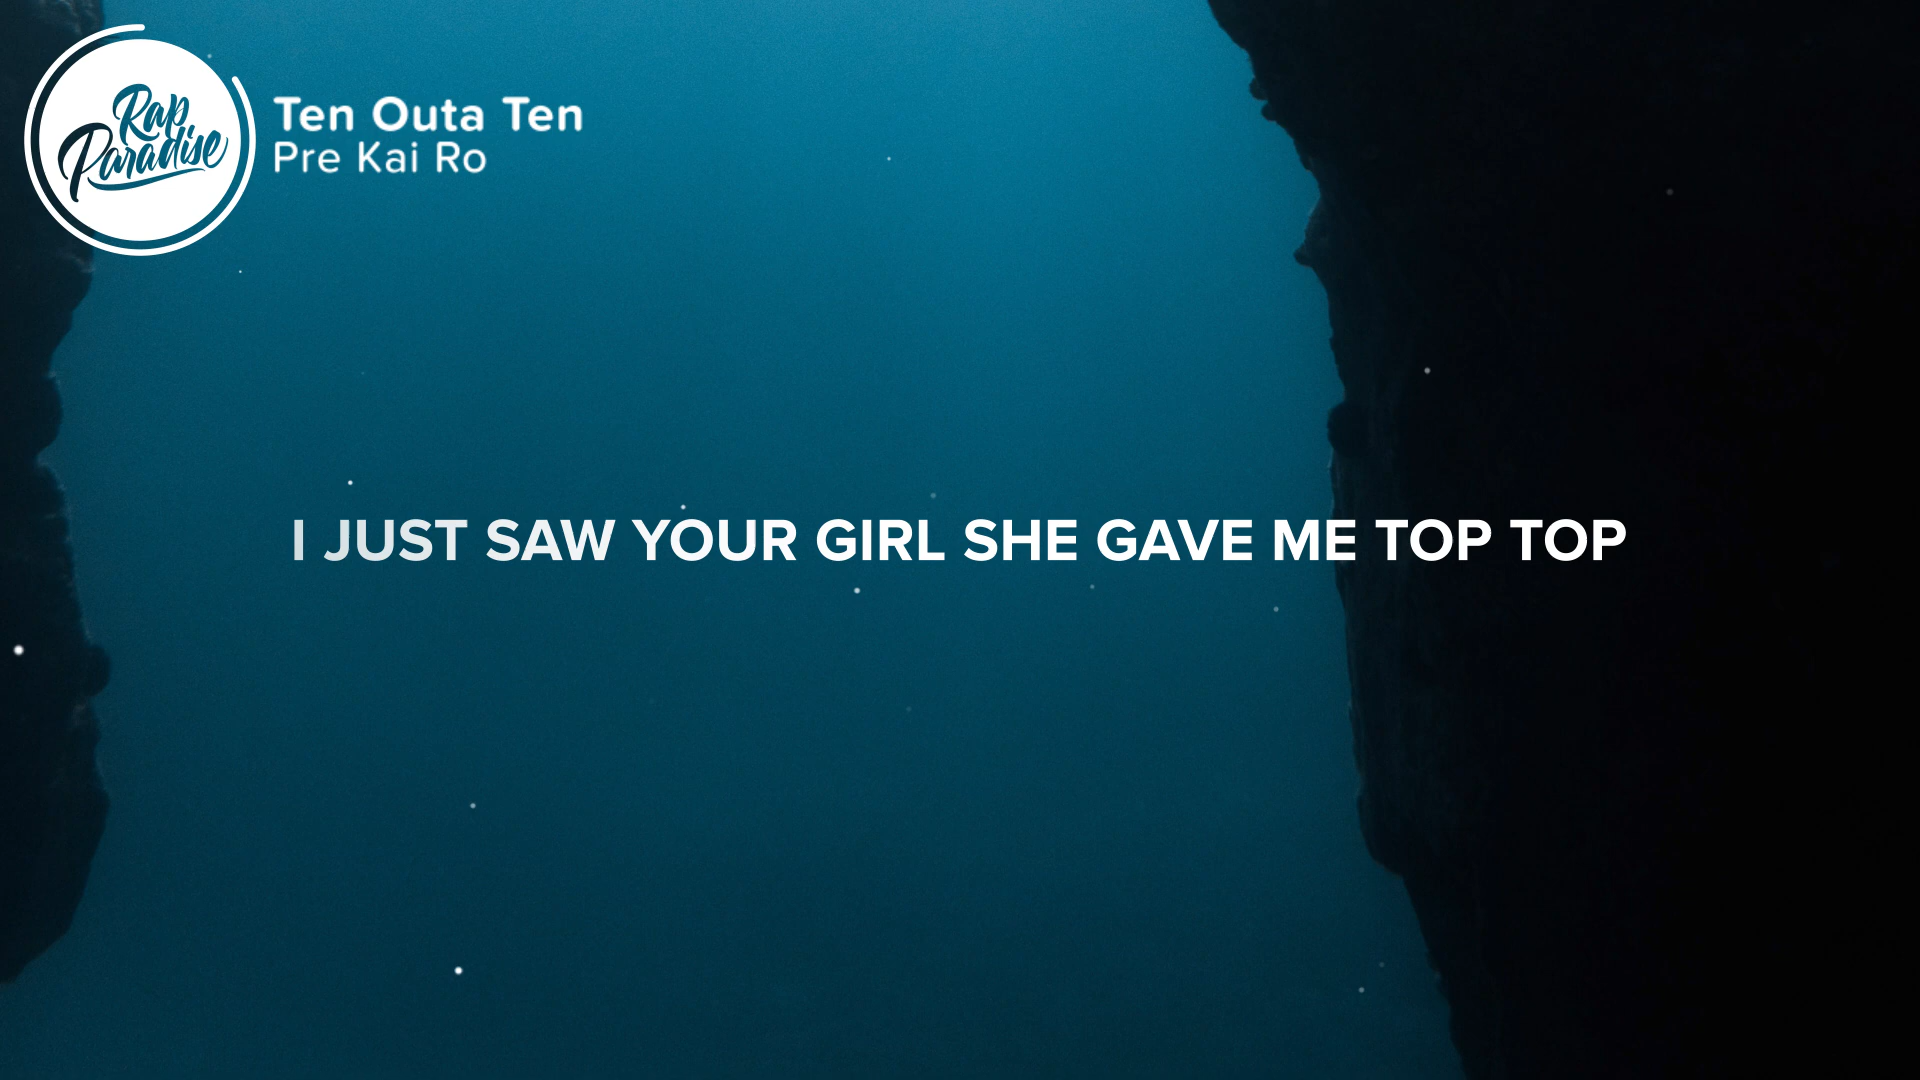 Rap
Paradise
Ten Outa Ten
Pre Kai Ro
I JUST SAW YOUR GIRL SHE GAVE ME TOP TOP